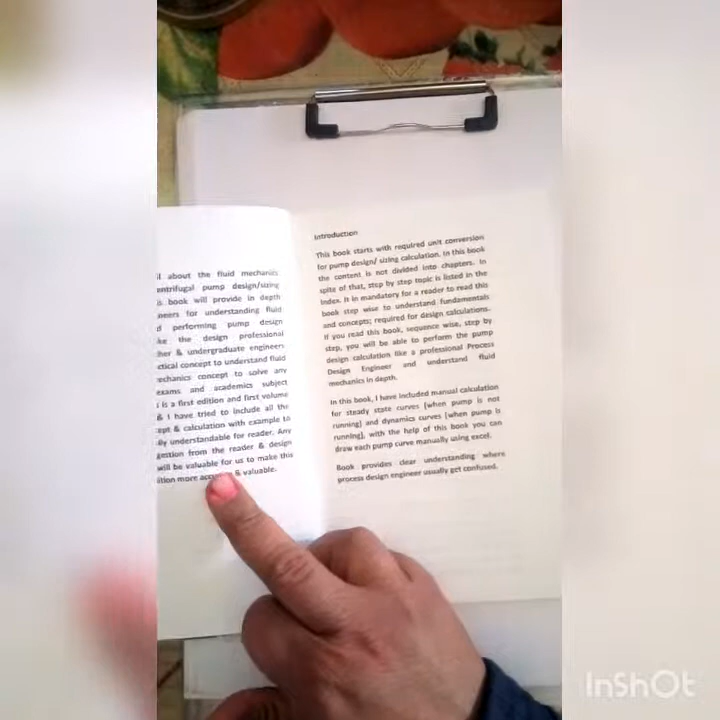 l about the fluid mechanics
entrifugal pump design/sizing
is book will provide in depth
neers for understanding fluid
d performing pump design
ke the design professional
her & undergraduate engineers
ctical concept to understand fluid
echanics concept to solve any
exams and academics subject
is a first edition and first volume
& I have tried to include all the
ept & calculation with example to
ly understandable for reader. Any
gestion from the reader & design
will be valuable for us to make this
ition more & valuable.
Introduction
This book starts with required unit conversion
for pump design/ sizing calculation. In this book
the content is not divided into chapters. In
spite of that, step by step topic is listed in the
Index. It in mandatory for a reader to read this
book step wise to understand fundamentals
and concepts; required for design calculations.
If you read this book, sequence wise, step by
step, you will be able to perform the pump
design calculation like a professional Process
Design Engineer and understand fluid
mechanics in depth.
In this book, I have included manual calculation
for steady state curves (when pump is not
running) and dynamics curves (when pump is
running), with the help of this book you can
draw each pump curve manually using excel.
Book provides clear understanding where
process design engineer usually get confused.
InShOt